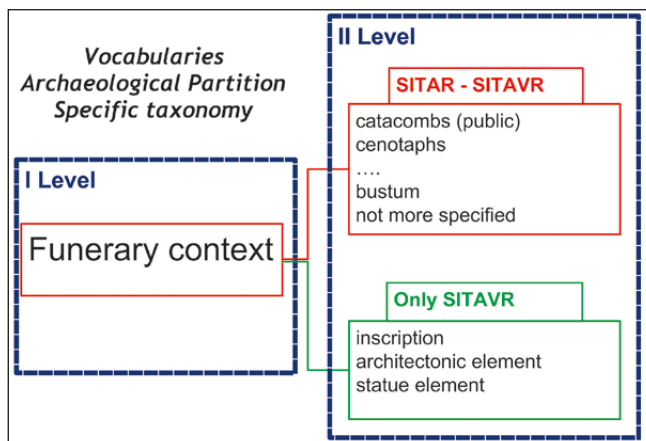 Vocabularies
Archaeological Partition
Specific taxonomy
I Level
Funerary context
II Level
SITAR - SITAVR
catacombs (public)
cenotaphs
....
bustum
not more specified
Only SITAVR
inscription
architectonic element
statue element